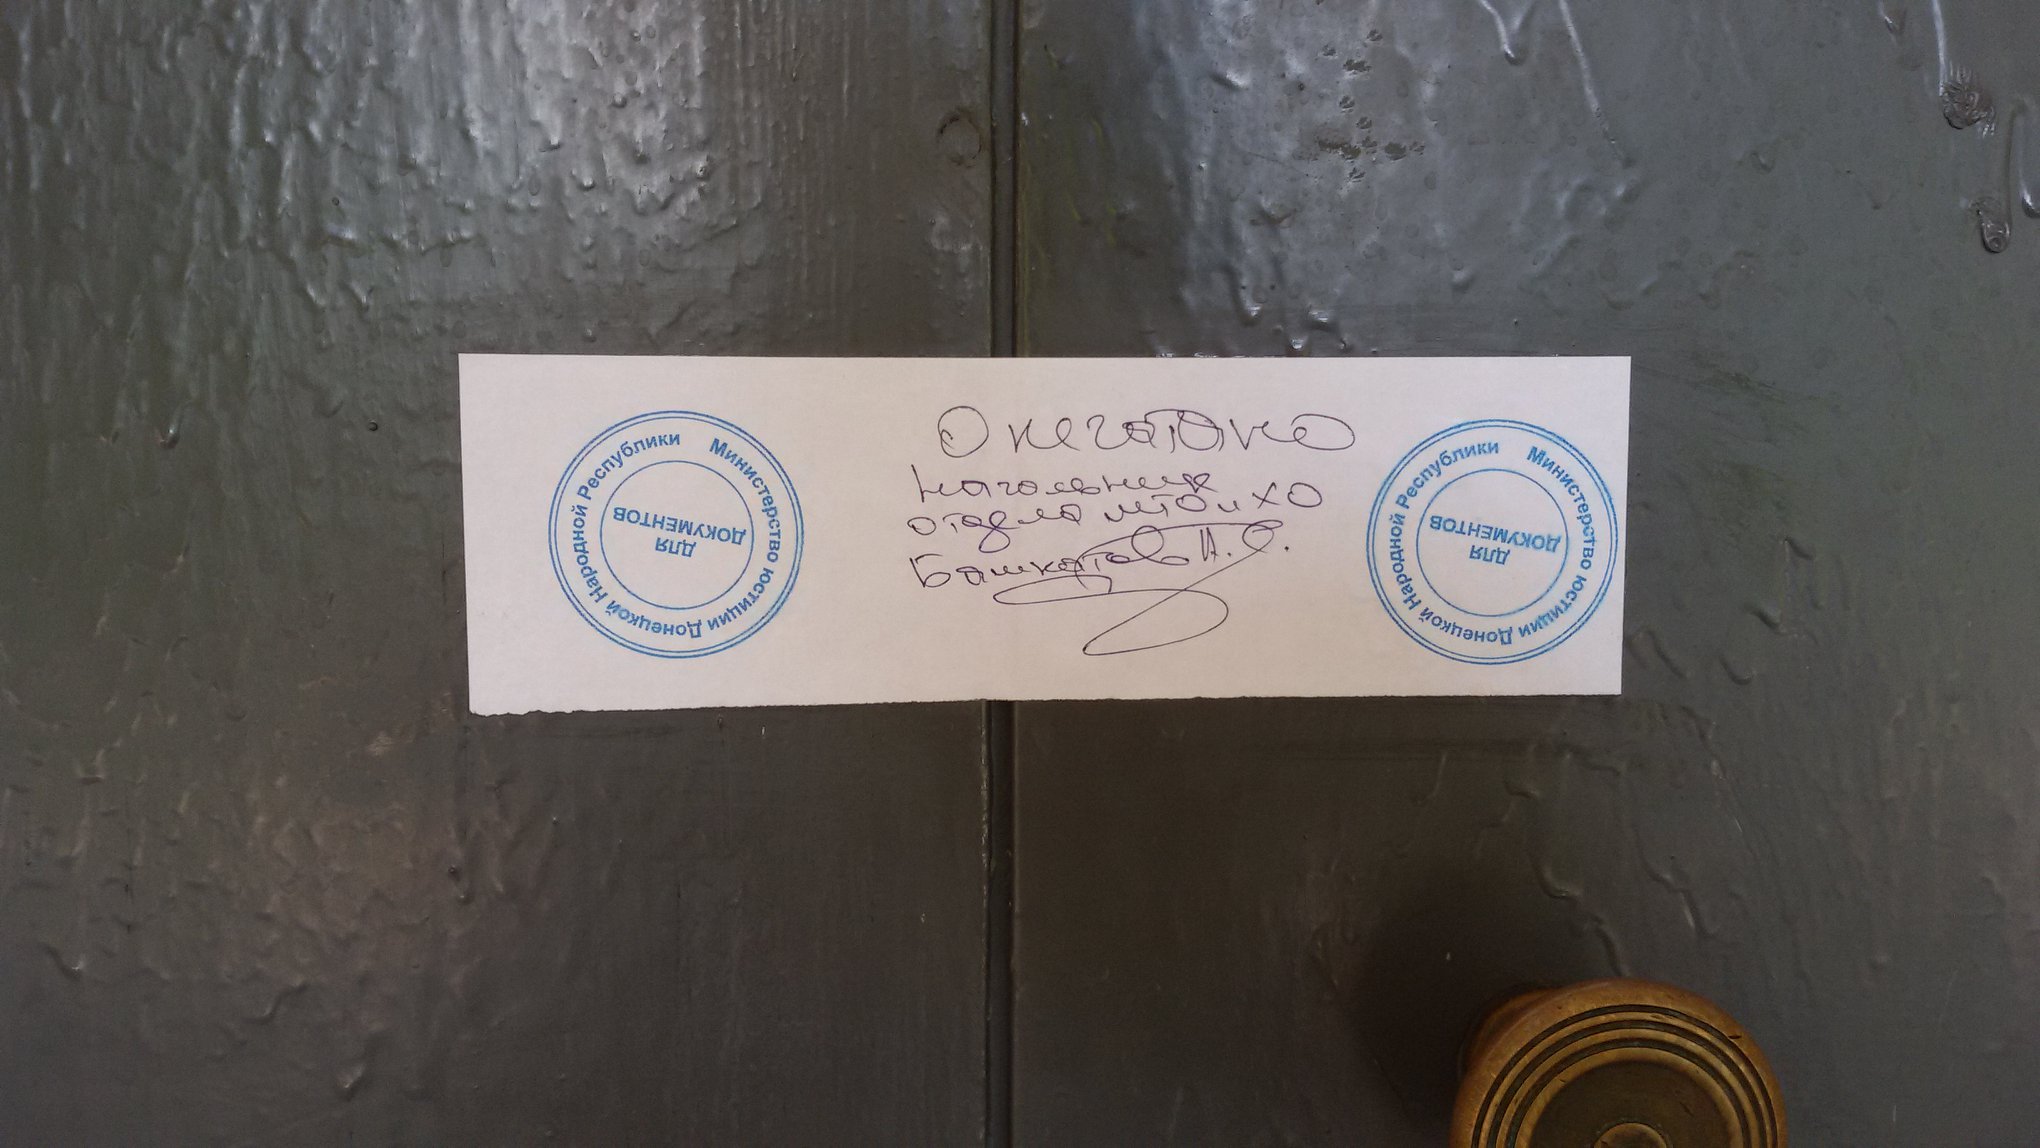 Министерство юстиции Донецкой Народной Республики
ДЛЯ
ДОКУМЕНТОВ
Опечатано
Начальник
отдела МТО и ХО
Башкатов А.С.
Министерство юстиции Донецкой Народной Республики
ДЛЯ
ДОКУМЕНТОВ